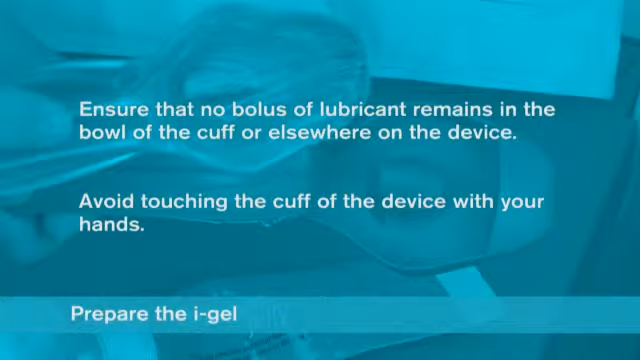 Ensure that no bolus of lubricant remains in the
bowl of the cuff or elsewhere on the device.
Avoid touching the cuff of the device with your
hands.
Prepare the i-gel